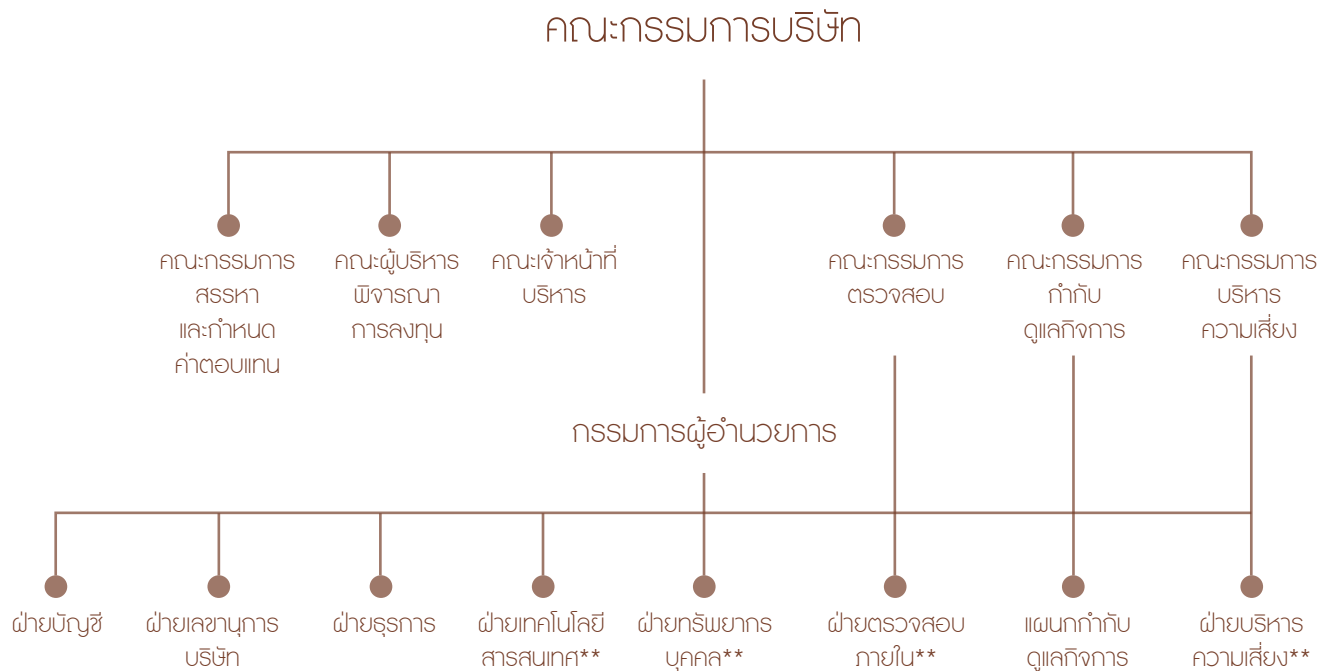 คณะกรรมการบริษัท
คณะกรรมการ
สรรหา
และกำหนด
ค่าตอบแทน
คณะผู้บริหาร
พิจารณา
การลงทุน
คณะเจ้าหน้าที่
บริหาร
คณะกรรมการ
ตรวจสอบ
คณะกรรมการ
กำกับ
ดูแลกิจการ
คณะกรรมการ
บริหาร
ความเสี่ยง
กรรมการผู้อำนวยการ
ฝ่ายบัญชี
ฝ่ายเลขานุการ
บริษัท
ฝ่ายธุรการ
ฝ่ายเทคโนโลยี
สารสนเทศ**
ฝ่ายทรัพยากร
บุคคล**
ฝ่ายตรวจสอบ
ภายใน**
แผนกกำกับ
ดูแลกิจการ
ฝ่ายบริหาร
ความเสี่ยง**